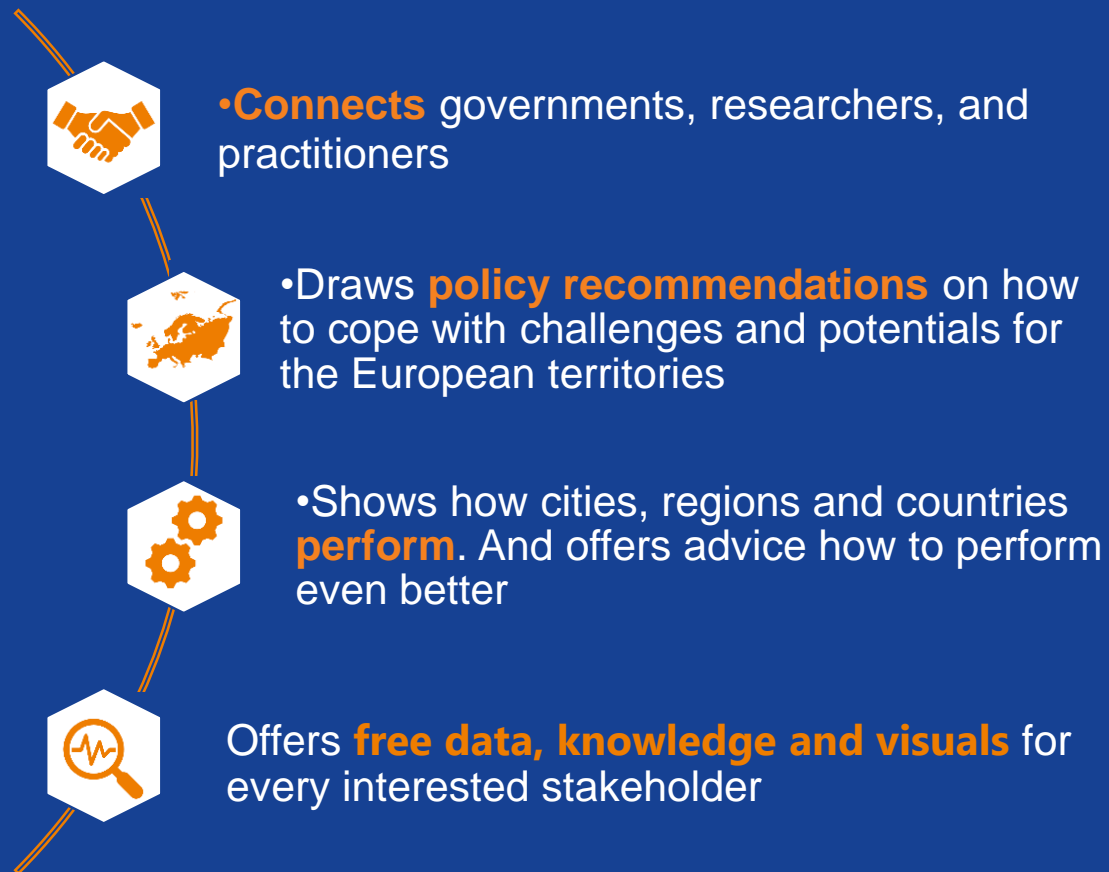 •Connects governments, researchers, and
practitioners
•Draws policy recommendations on how
to cope with challenges and potentials for
the European territories
•Shows how cities, regions and countries
perform. And offers advice how to perform
even better
Offers free data, knowledge and visuals for
every interested stakeholder